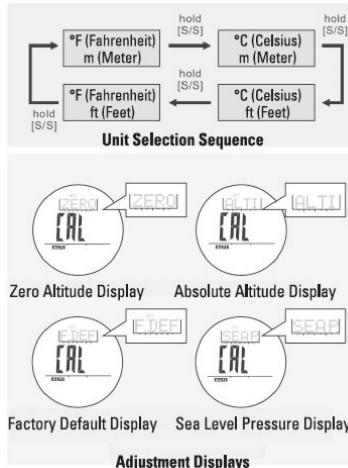 hold
[S/S]
°F (Fahrenheit)
m (Meter)
°C (Celsius)
m (Meter)
hold
[S/S]
hold
[S/S]
°F (Fahrenheit)
ft (Feet)
°C (Celsius)
ft (Feet)
hold
[S/S]
Unit Selection Sequence
ZERO
ZERO
CAL
ALTI
ALTI
CAL
Zero Altitude Display
Absolute Altitude Display
F.DEF
F.DEF
CAL
SEAP
SEAP
CAL
Factory Default Display
Sea Level Pressure Display
Adjustment Displays